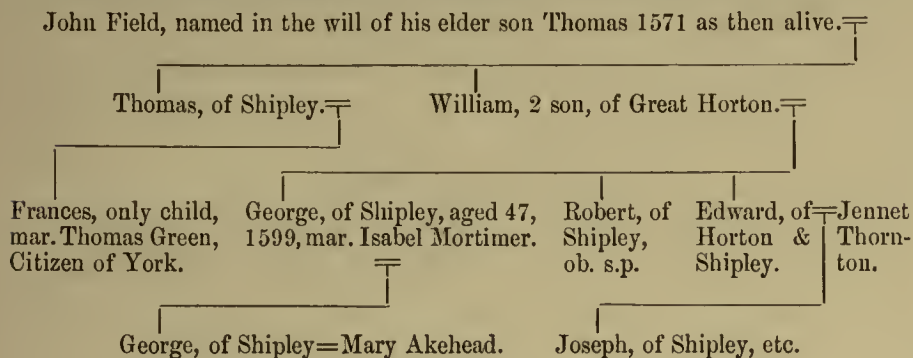 John Field, named in the will of his elder son Thomas 1571 as then alive.
Thomas, of Shipley. William, 2 son, of Great Horton.
Frances, only child, George, of Shipley, aged 47, Robert, of Edward, of Jennet
mar. Thomas Green, 1599, mar. Isabel Mortimer. Shipley, Horton & Thorn-
Citizen of York. ob. s.p. Shipley. ton.
George, of Shipley=Mary Akehead. Joseph, of Shipley, etc.